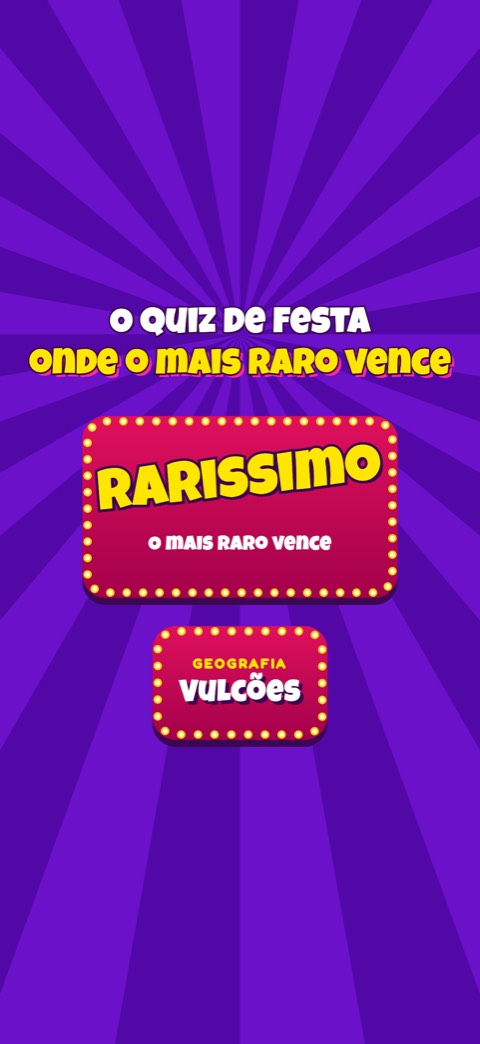 O QUIZ DE FESTA
ONDE O MAIS RARO VENCE
RARISSIMO
O MAIS RARO VENCE
GEOGRAFIA
VULCÕES